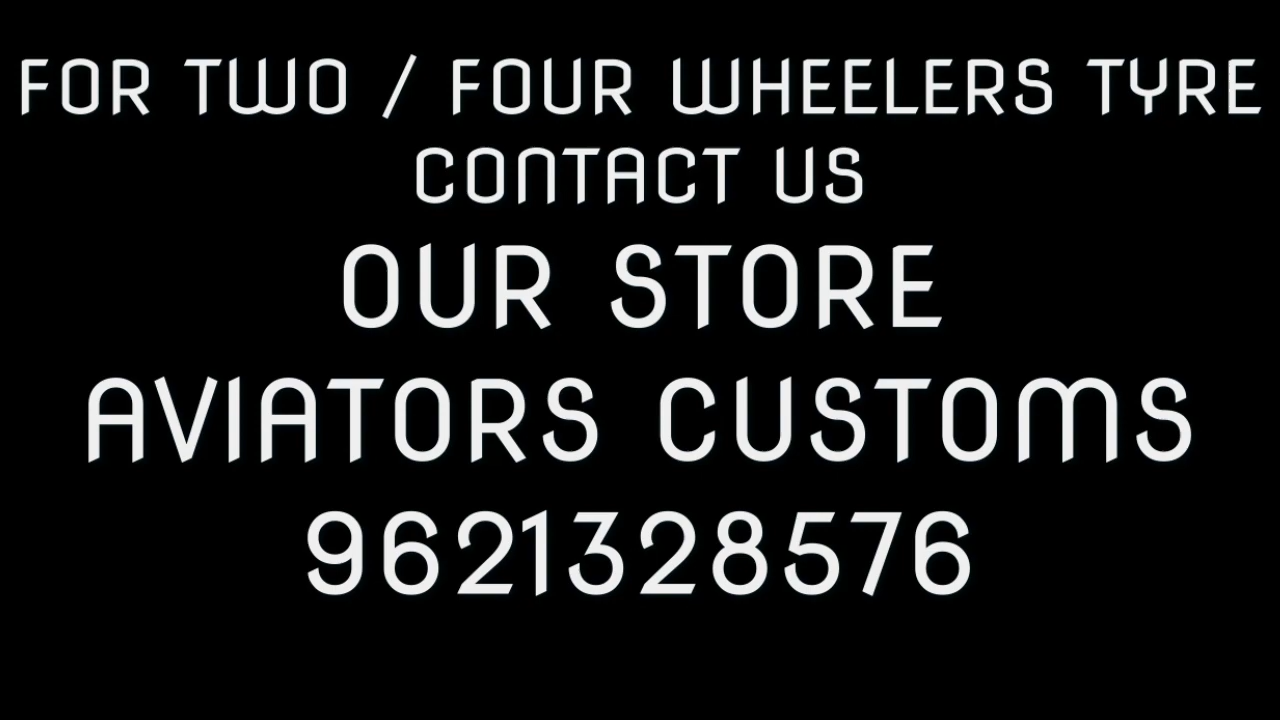 FOR TWO / FOUR WHEELERS TYRE
CONTACT US
OUR STORE
AVIATORS CUSTOMS
9621328576